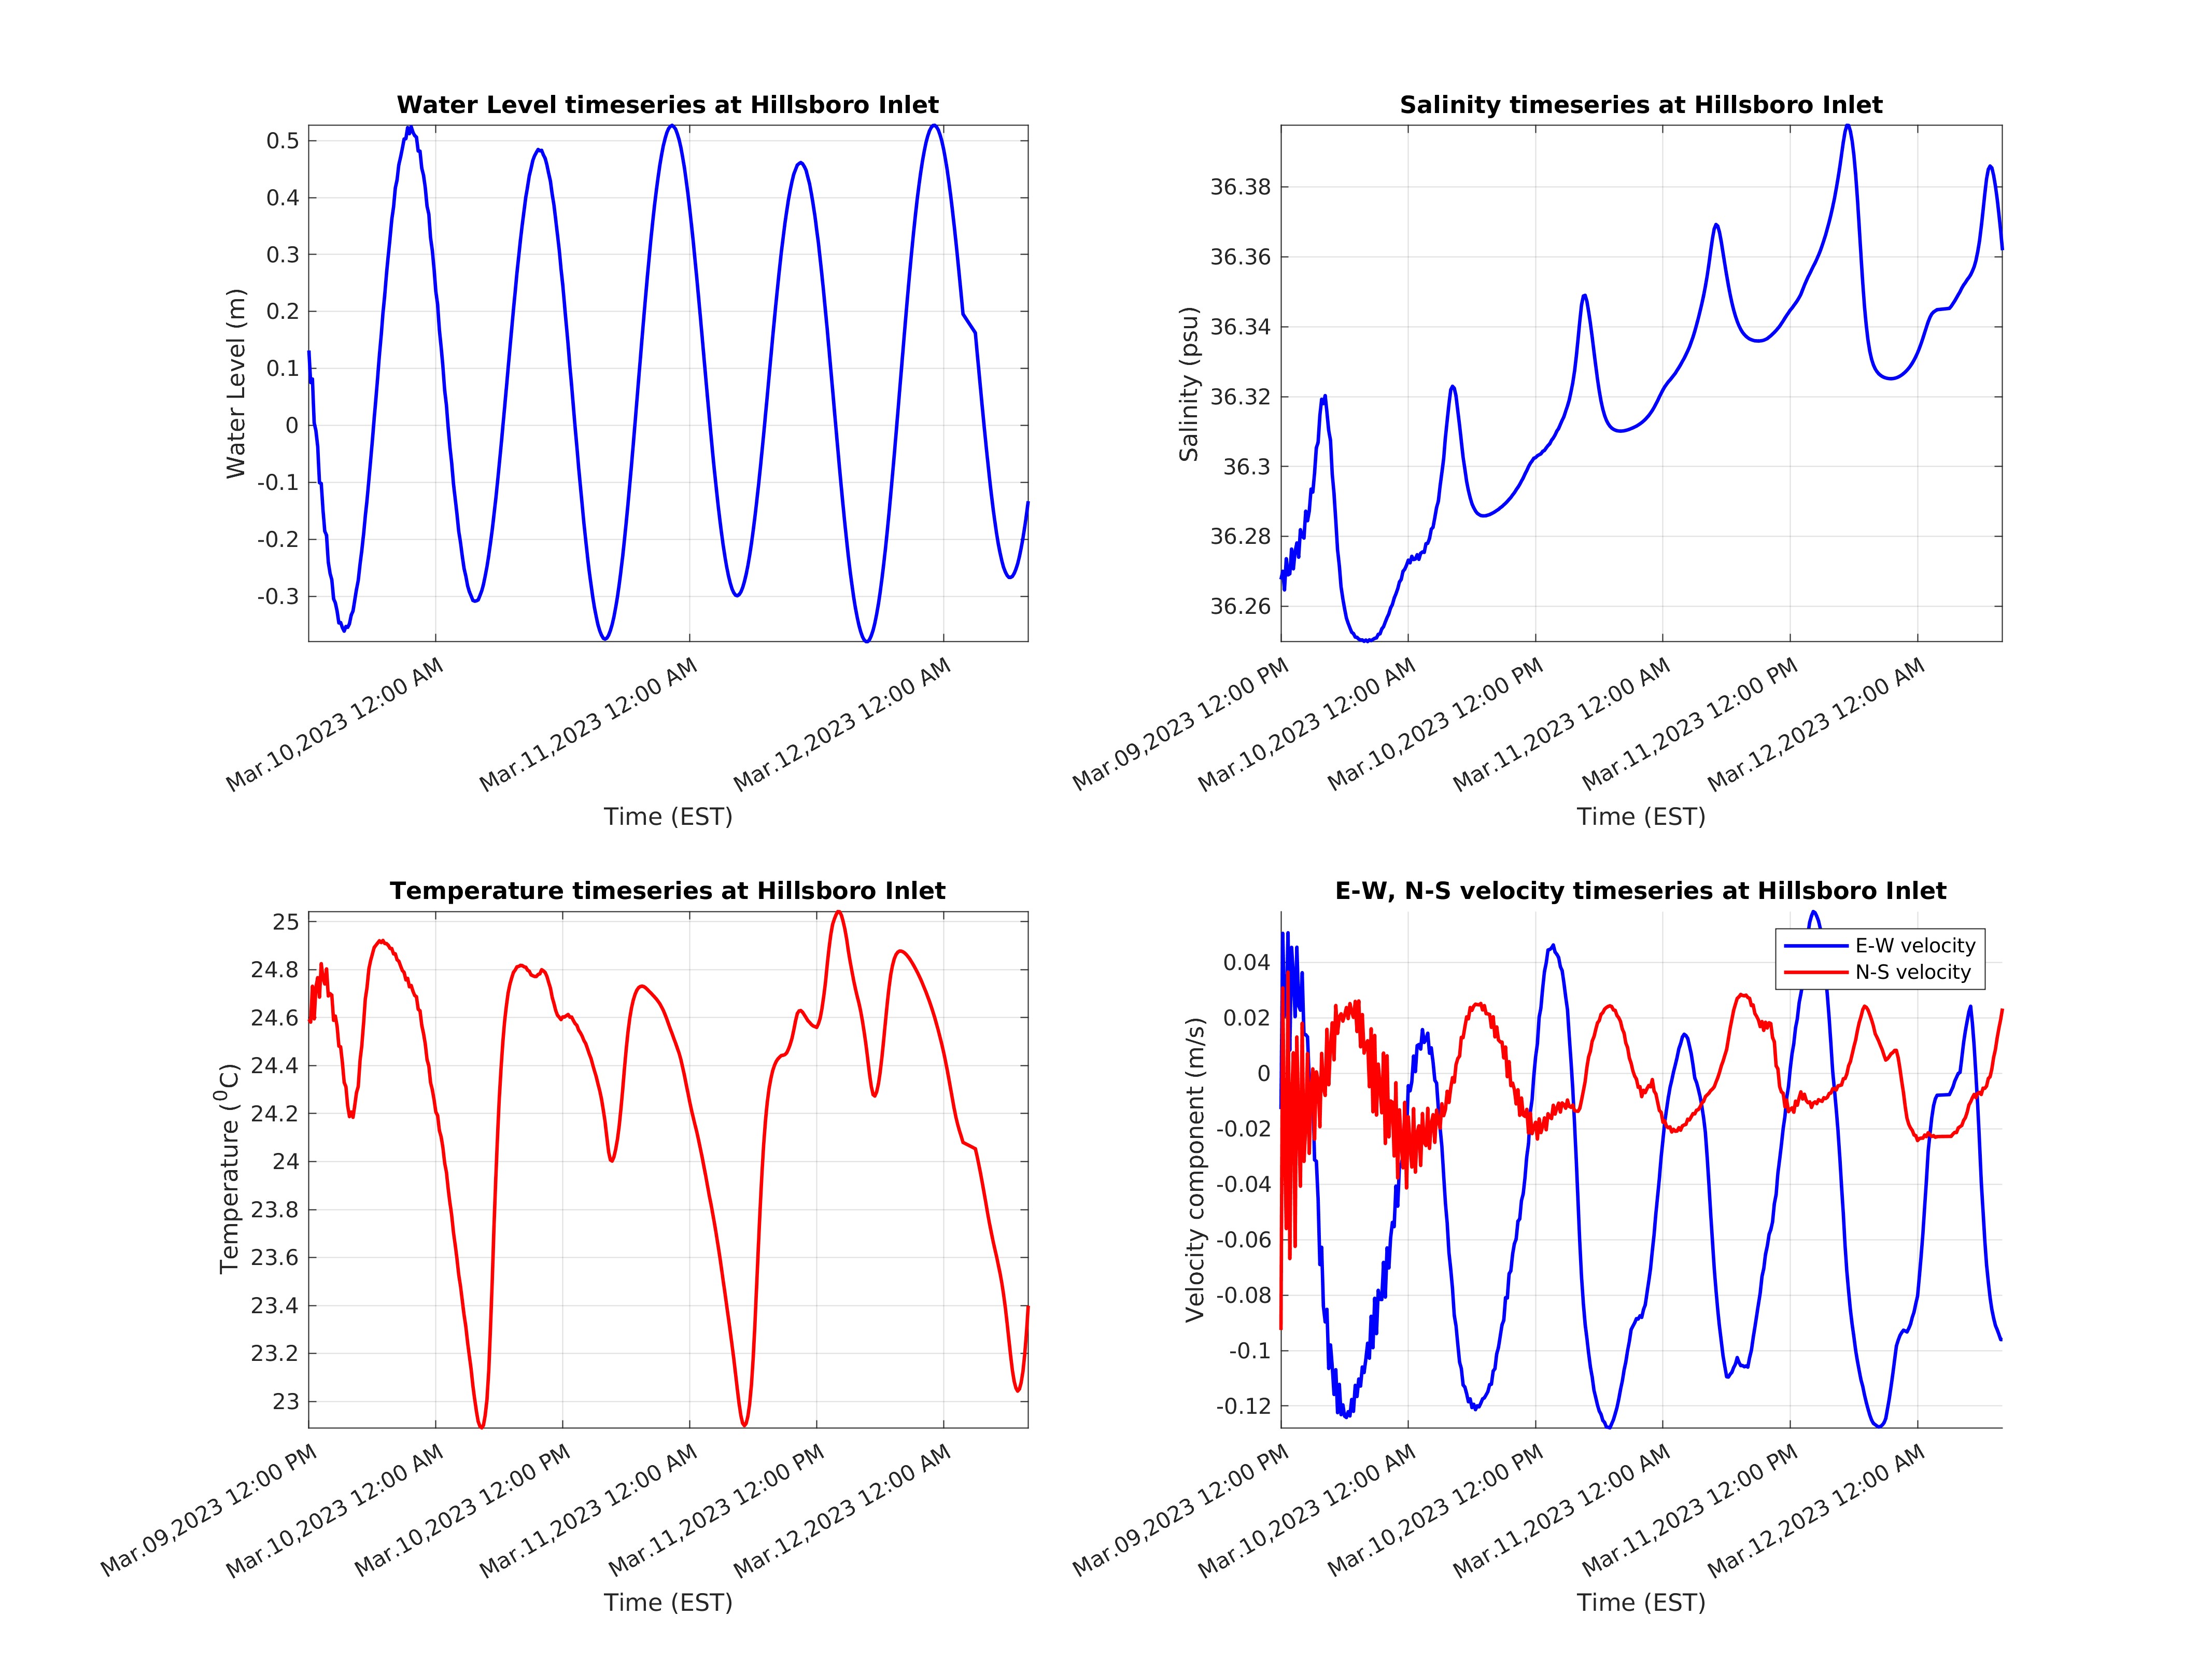 Water Level timeseries at Hillsboro Inlet
Water Level (m)
0.5
0.4
0.3
0.2
0.1
0
-0.1
-0.2
-0.3
Mar.10,2023 12:00 AM
Mar.11,2023 12:00 AM
Mar.12,2023 12:00 AM
Time (EST)
Salinity timeseries at Hillsboro Inlet
Salinity (psu)
36.38
36.36
36.34
36.32
36.3
36.28
36.26
Mar.09,2023 12:00 PM
Mar.10,2023 12:00 AM
Mar.10,2023 12:00 PM
Mar.11,2023 12:00 AM
Mar.11,2023 12:00 PM
Mar.12,2023 12:00 AM
Time (EST)
Temperature timeseries at Hillsboro Inlet
Temperature (⁰C)
25
24.8
24.6
24.4
24.2
24
23.8
23.6
23.4
23.2
23
Mar.09,2023 12:00 PM
Mar.10,2023 12:00 AM
Mar.10,2023 12:00 PM
Mar.11,2023 12:00 AM
Mar.11,2023 12:00 PM
Mar.12,2023 12:00 AM
Time (EST)
E-W, N-S velocity timeseries at Hillsboro Inlet
E-W velocity
N-S velocity
Velocity component (m/s)
0.04
0.02
0
-0.02
-0.04
-0.06
-0.08
-0.1
-0.12
Mar.09,2023 12:00 PM
Mar.10,2023 12:00 AM
Mar.10,2023 12:00 PM
Mar.11,2023 12:00 AM
Mar.11,2023 12:00 PM
Mar.12,2023 12:00 AM
Time (EST)